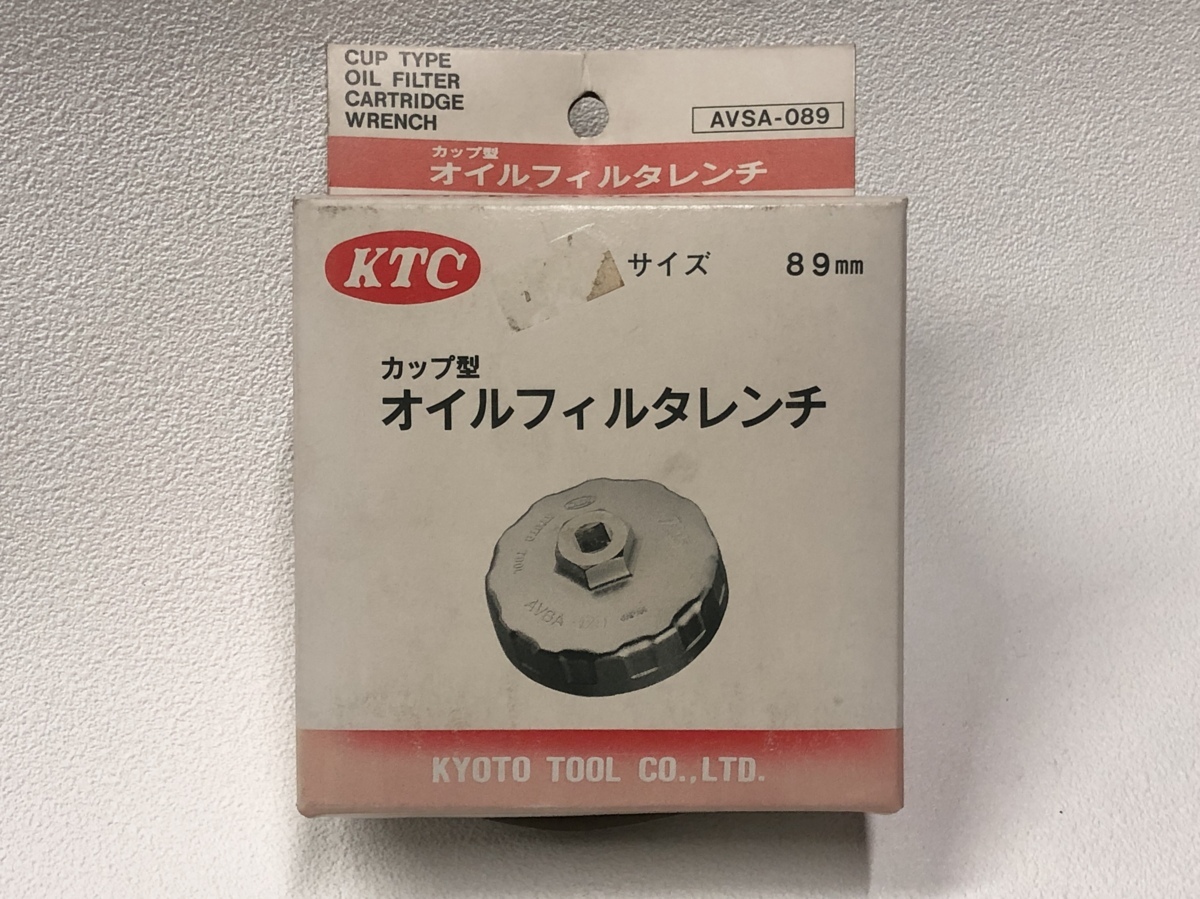 CUP TYPE
OIL FILTER
CARTRIDGE
WRENCH
AVSA-089
カップ型
オイルフィルタレンチ
KTC
サイズ 89mm
カップ型
オイルフィルタレンチ
KYOTO TOOL
KYOTO TOOL CO.,LTD.